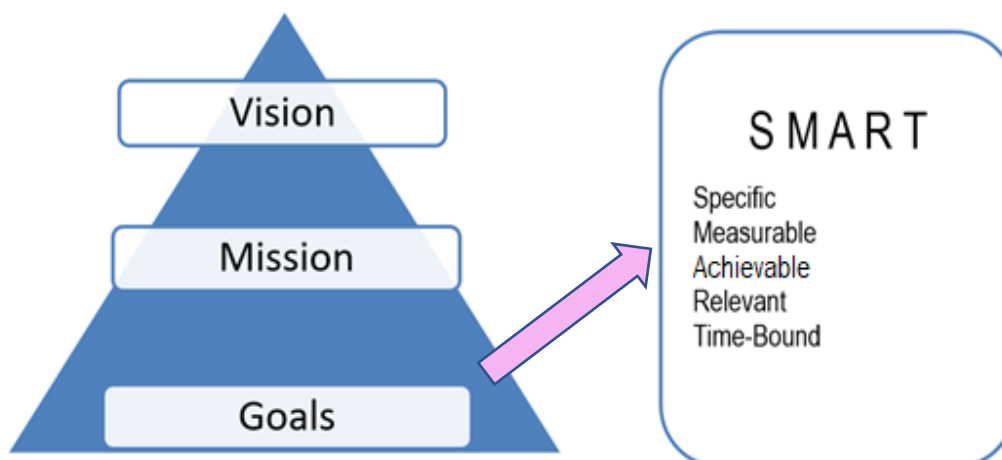 Vision
Mission
Goals
SMART
Specific
Measurable
Achievable
Relevant
Time-Bound